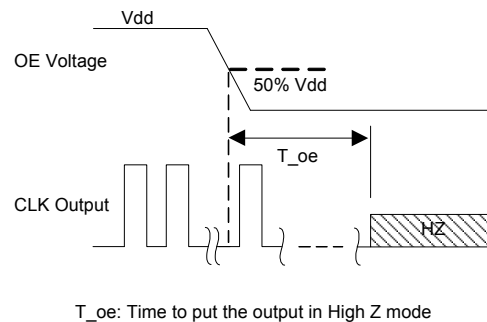 Vdd
OE Voltage
50% Vdd
T_oe
CLK Output
HZ
T_oe: Time to put the output in High Z mode